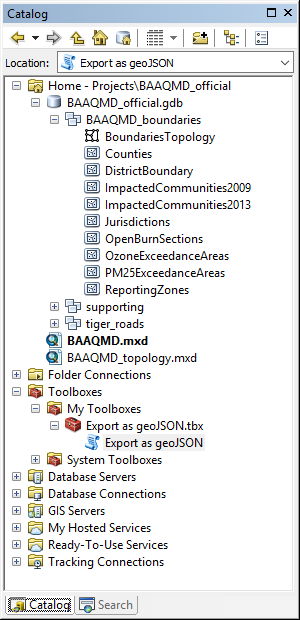 Catalog
Location: Export as geoJSON
Home - Projects\BAAQMD_official
BAAQMD_official.gdb
BAAQMD_boundaries
BoundariesTopology
Counties
DistrictBoundary
ImpactedCommunities2009
ImpactedCommunities2013
Jurisdictions
OpenBurnSections
OzoneExceedanceAreas
PM25ExceedanceAreas
ReportingZones
supporting
tiger_roads
BAAQMD.mxd
BAAQMD_topology.mxd
Folder Connections
Toolboxes
My Toolboxes
Export as geoJSON.tbx
Export as geoJSON
System Toolboxes
Database Servers
Database Connections
GIS Servers
My Hosted Services
Ready-To-Use Services
Tracking Connections
Catalog Search